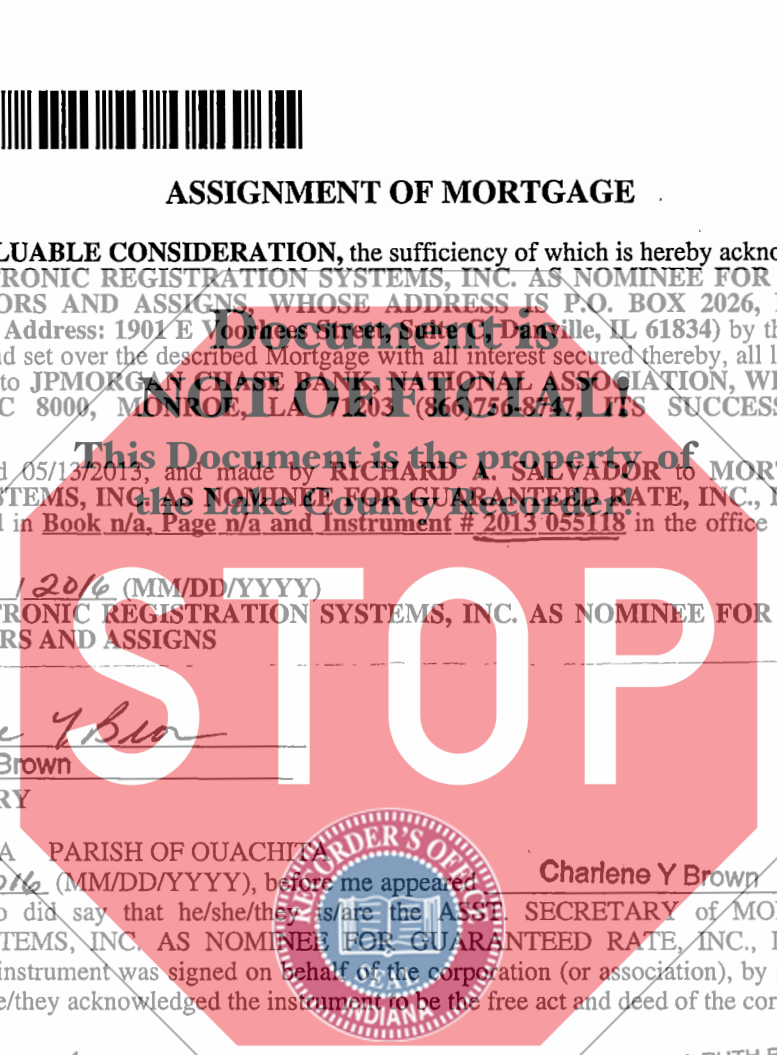 ASSIGNMENT OF MORTGAGE
LUABLE CONSIDERATION, the sufficiency of which is hereby ackno
RONIC REGISTRATION SYSTEMS, INC. AS NOMINEE FOR
ORS AND ASSIGNS, WHOSE ADDRESS IS P.O. BOX 2026,
Document is
Address: 1901 E Voorhees Street, Suite C, Danville, IL 61834) by th
nd set over the described Mortgage with all interest secured thereby, all l
to JPMORGAN CHASE BANK, NATIONAL ASSOCIATION, W
NOT OFFICIAL!
C 8000, MONROE, LA 71203 (866)756-8747, ITS SUCCESS
This Document is the property of
d 05/13/2013, and made by RICHARD A. SALVADOR to MOR
STEMS, INC. AS NOMINEE FOR GUARANTEED RATE, INC.,
the Lake County Recorder!
d in Book n/a, Page n/a and Instrument # 2013 055118 in the office
/ 2016 (MM/DD/YYYY)
RONIC REGISTRATION SYSTEMS, INC. AS NOMINEE FOR
RS AND ASSIGNS
STOP
e Y Brow
Brown
RY
A PARISH OF OUACHITA
016 (MM/DD/YYYY), before me appeared Charlene Y Brown
o did say that he/she/they is/are the ASST. SECRETARY of MO
TEMS, INC. AS NOMINEE FOR GUARANTEED RATE, INC.,
instrument was signed on behalf of the corporation (or association), by
e/they acknowledged the instrument to be the free act and deed of the cor
RECORDER'S OF
SEAL
INDIANA